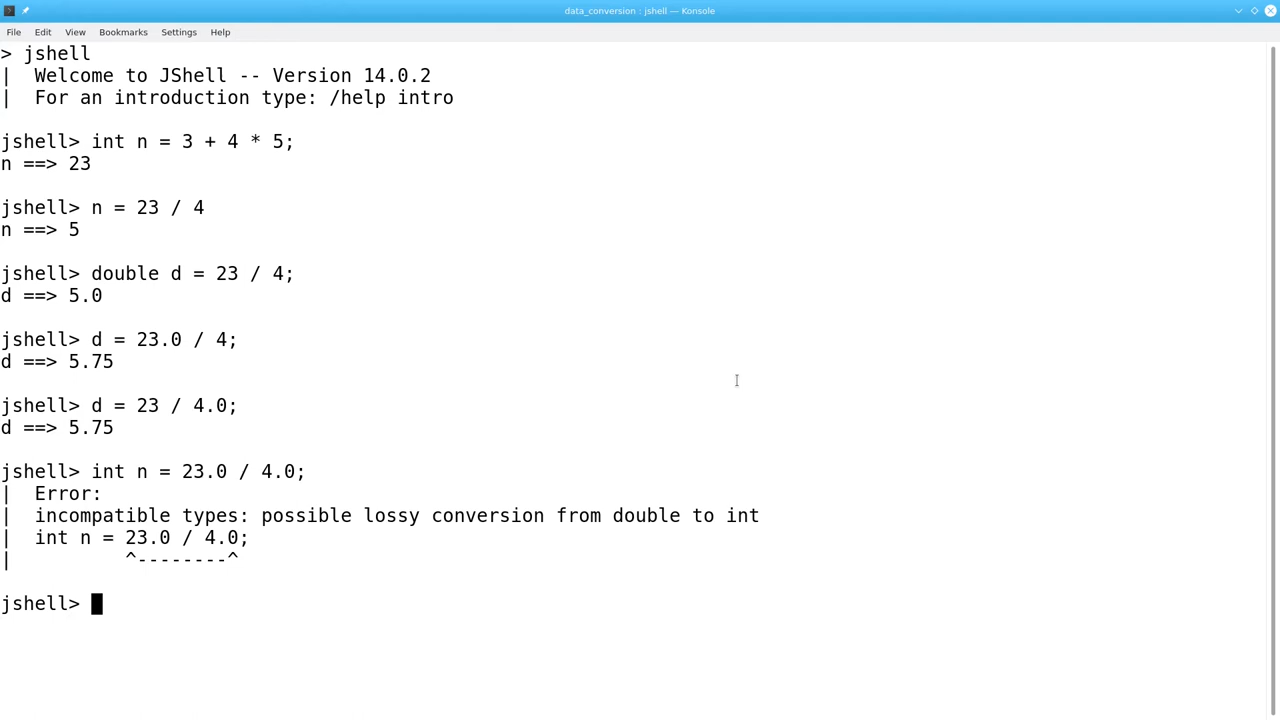 data_conversion : jshell — Konsole
File Edit View Bookmarks Settings Help
> jshell
|  Welcome to JShell -- Version 14.0.2
|  For an introduction type: /help intro
jshell> int n = 3 + 4 * 5;
n ==> 23
jshell> n = 23 / 4
n ==> 5
jshell> double d = 23 / 4;
d ==> 5.0
jshell> d = 23.0 / 4;
d ==> 5.75
jshell> d = 23 / 4.0;
d ==> 5.75
jshell> int n = 23.0 / 4.0;
|  Error:
|  incompatible types: possible lossy conversion from double to int
|  int n = 23.0 / 4.0;
|          ^--------^
jshell>